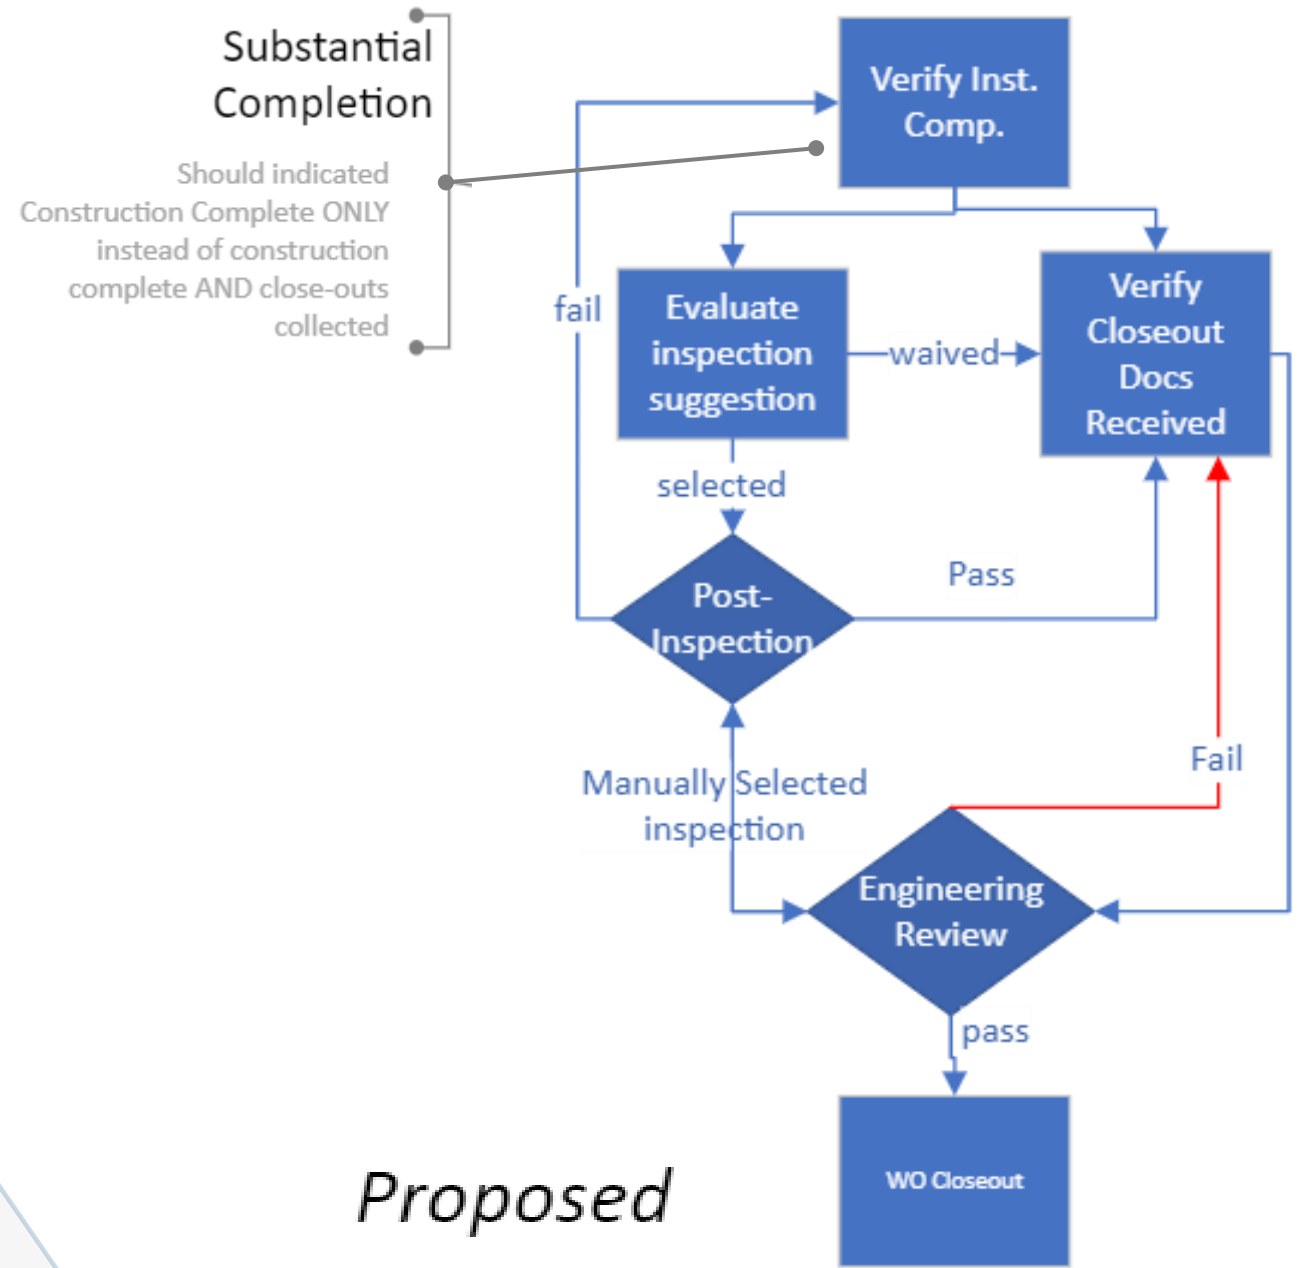 Substantial
Completion
Should indicated
Construction Complete ONLY
instead of construction
complete AND close-outs
collected
Verify Inst.
Comp.
fail
Evaluate
inspection
suggestion
waived
Verify
Closeout
Docs
Received
selected
Post-
Inspection
Pass
Manually Selected
inspection
Fail
Engineering
Review
pass
WO Closeout
Proposed